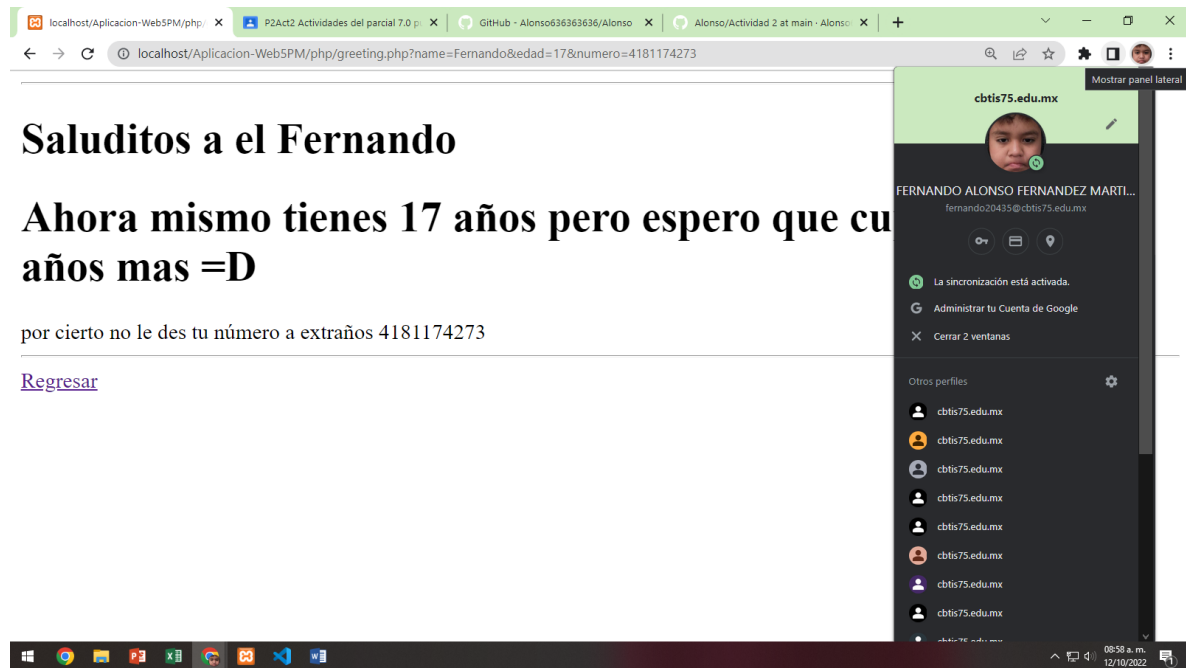 localhost/Aplicacion-Web5PM/php/
P2Act2 Actividades del parcial 7.0 p
GitHub - Alonso636363636/Alonso
Alonso/Actividad 2 at main · Alonso
localhost/Aplicacion-Web5PM/php/greeting.php?name=Fernando&edad=17&numero=4181174273
Mostrar panel lateral
Saluditos a el Fernando
Ahora mismo tienes 17 años pero espero que cu
años mas =D
por cierto no le des tu número a extraños 4181174273
Regresar
cbtis75.edu.mx
FERNANDO ALONSO FERNANDEZ MARTI...
fernando20435@cbtis75.edu.mx
La sincronización está activada.
Administrar tu Cuenta de Google
Cerrar 2 ventanas
Otros perfiles
cbtis75.edu.mx
cbtis75.edu.mx
cbtis75.edu.mx
cbtis75.edu.mx
cbtis75.edu.mx
cbtis75.edu.mx
cbtis75.edu.mx
cbtis75.edu.mx
08:58 a. m.
12/10/2022